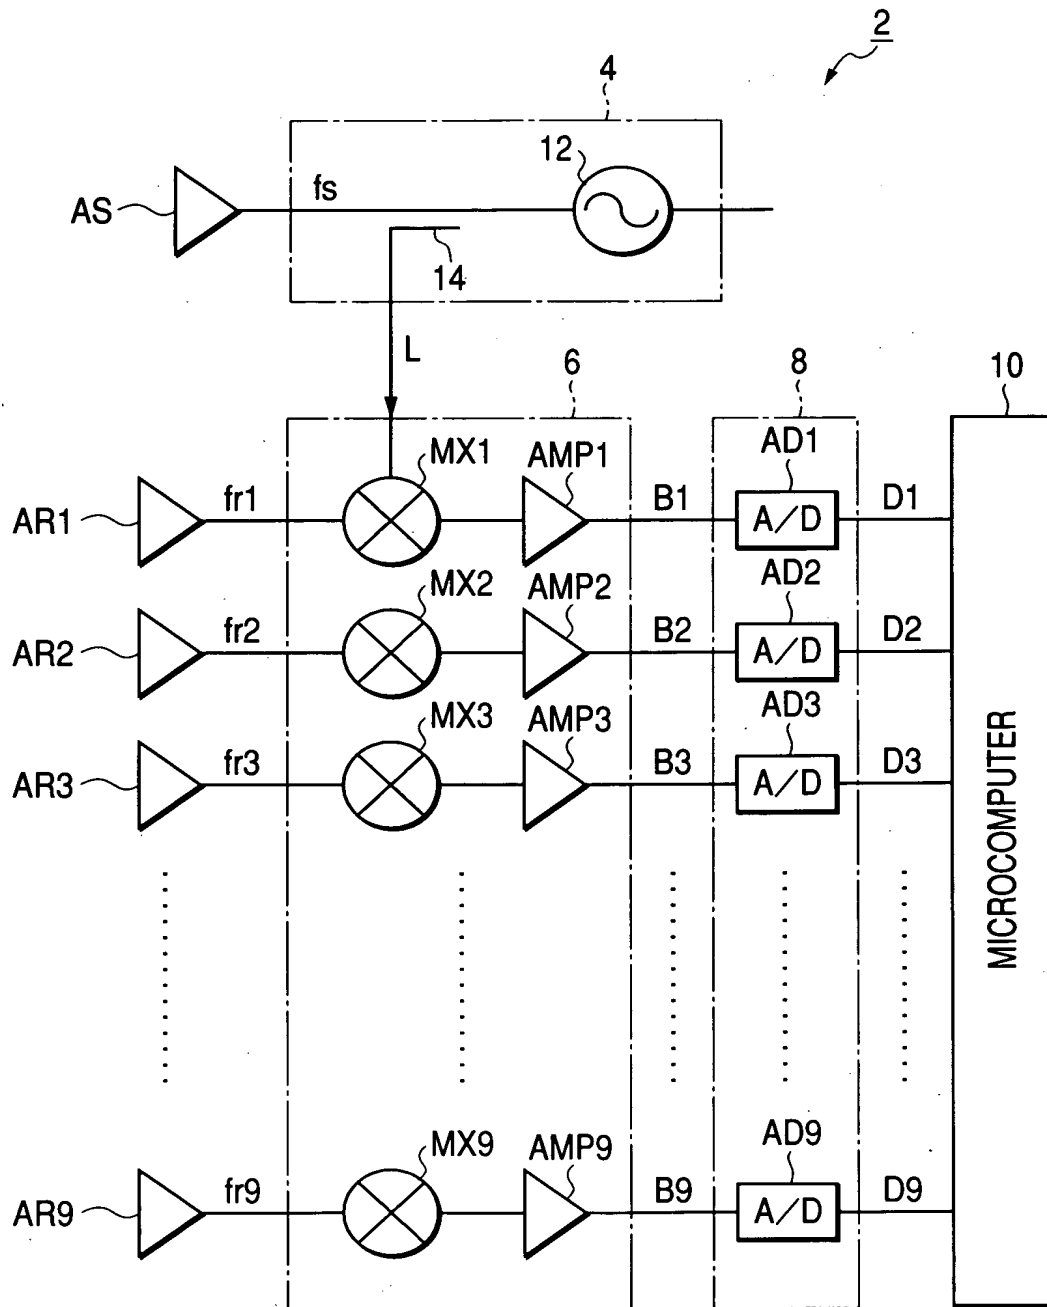 2
4
12
AS
fs
14
L
6
8
10
MX1
AMP1
AD1
AR1
fr1
B1
A/D
D1
MX2
AMP2
AD2
AR2
fr2
B2
A/D
D2
MX3
AMP3
AD3
AR3
fr3
B3
A/D
D3
MICROCOMPUTER
MX9
AMP9
AD9
AR9
fr9
B9
A/D
D9